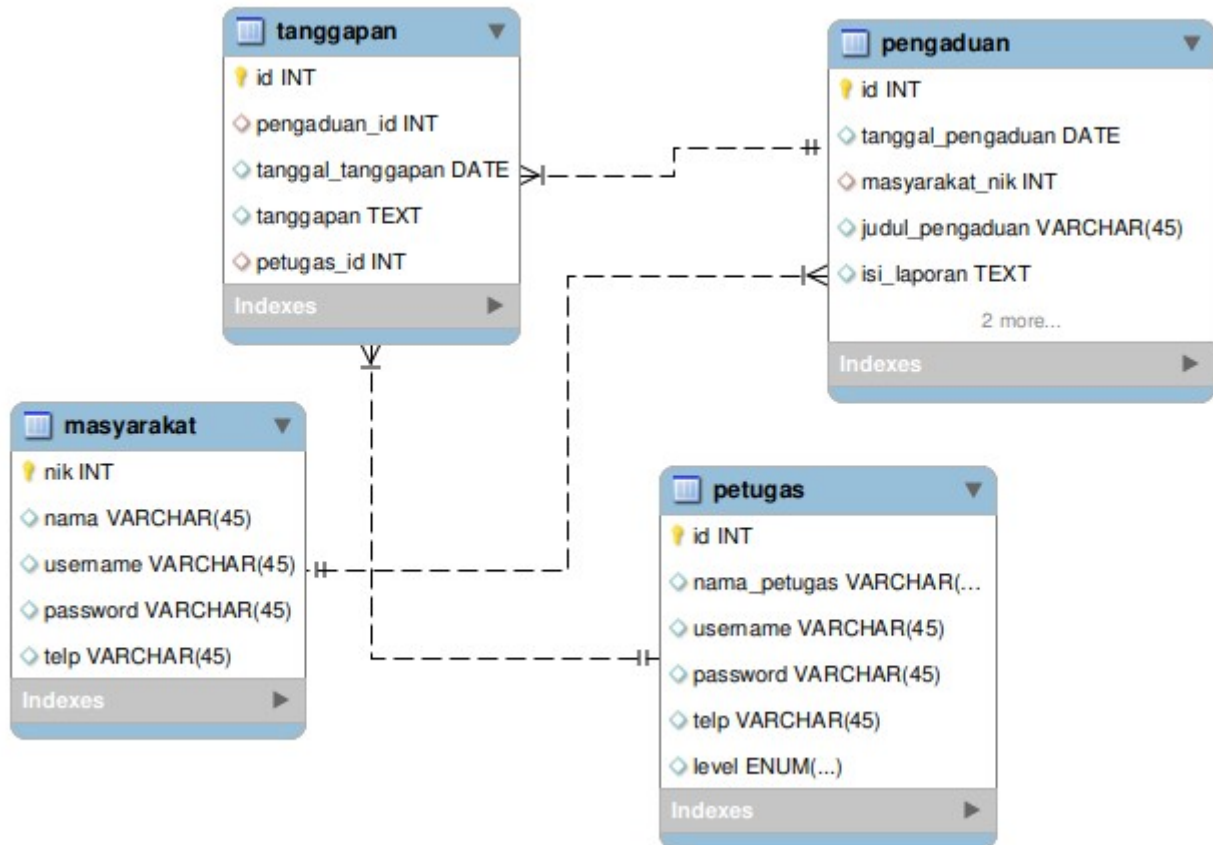 tanggapan
id INT
pengaduan_id INT
tanggal_tanggapan DATE
tanggapan TEXT
petugas_id INT
Indexes
pengaduan
id INT
tanggal_pengaduan DATE
masyarakat_nik INT
judul_pengaduan VARCHAR(45)
isi_laporan TEXT
2 more...
Indexes
masyarakat
nik INT
nama VARCHAR(45)
username VARCHAR(45)
password VARCHAR(45)
telp VARCHAR(45)
Indexes
petugas
id INT
nama_petugas VARCHAR(...
username VARCHAR(45)
password VARCHAR(45)
telp VARCHAR(45)
level ENUM(...)
Indexes